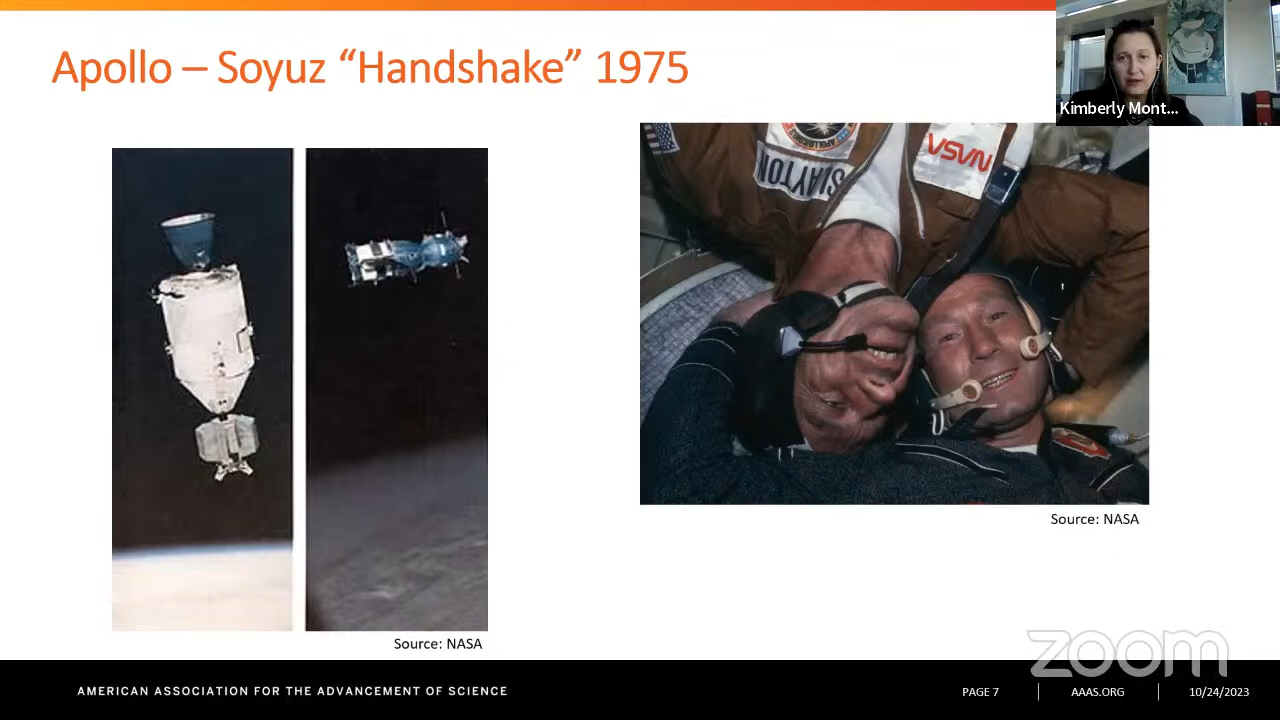 Apollo – Soyuz “Handshake” 1975
Kimberly Mont...
SLAYTON
NASA
Source: NASA
Source: NASA
zoom
AMERICAN ASSOCIATION FOR THE ADVANCEMENT OF SCIENCE
PAGE 7
AAAS.ORG
10/24/2023